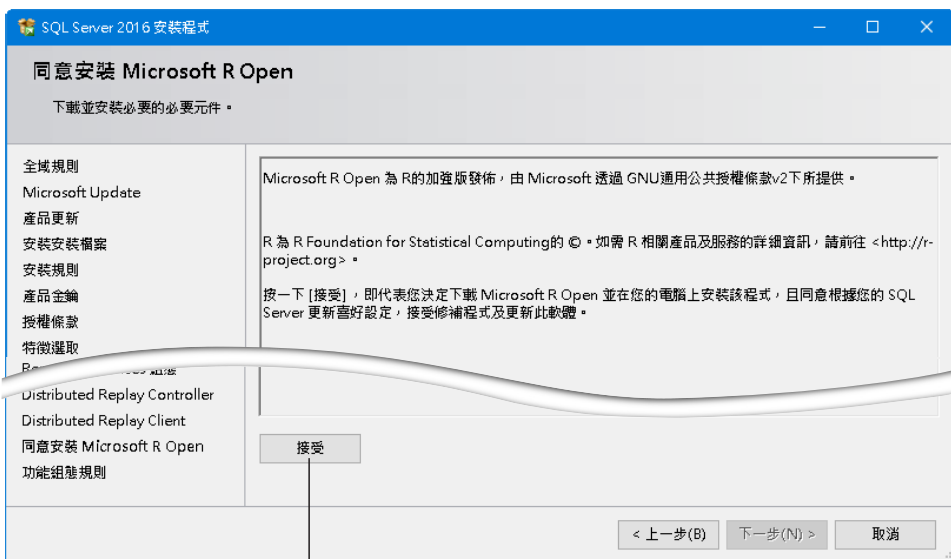 SQL Server 2016 安裝程式
同意安裝 Microsoft R Open
下載並安裝必要的必要元件。
全域規則
Microsoft Update
產品更新
安裝安裝檔案
安裝規則
產品金鑰
授權條款
特徵選取
組態
Distributed Replay Controller
Distributed Replay Client
同意安裝 Microsoft R Open
功能組態規則
Microsoft R Open 為 R的加強版發佈，由 Microsoft 透過 GNU通用公共授權條款v2下所提供。
R 為 R Foundation for Statistical Computing的 ©。如需 R 相關產品及服務的詳細資訊，請前往 <http://r-
project.org>。
按一下 [接受]，即代表您決定下載 Microsoft R Open 並在您的電腦上安裝該程式，且同意根據您的 SQL
Server 更新喜好設定，接受修補程式及更新此軟體。
接受
< 上一步(B)
下一步(N) >
取消